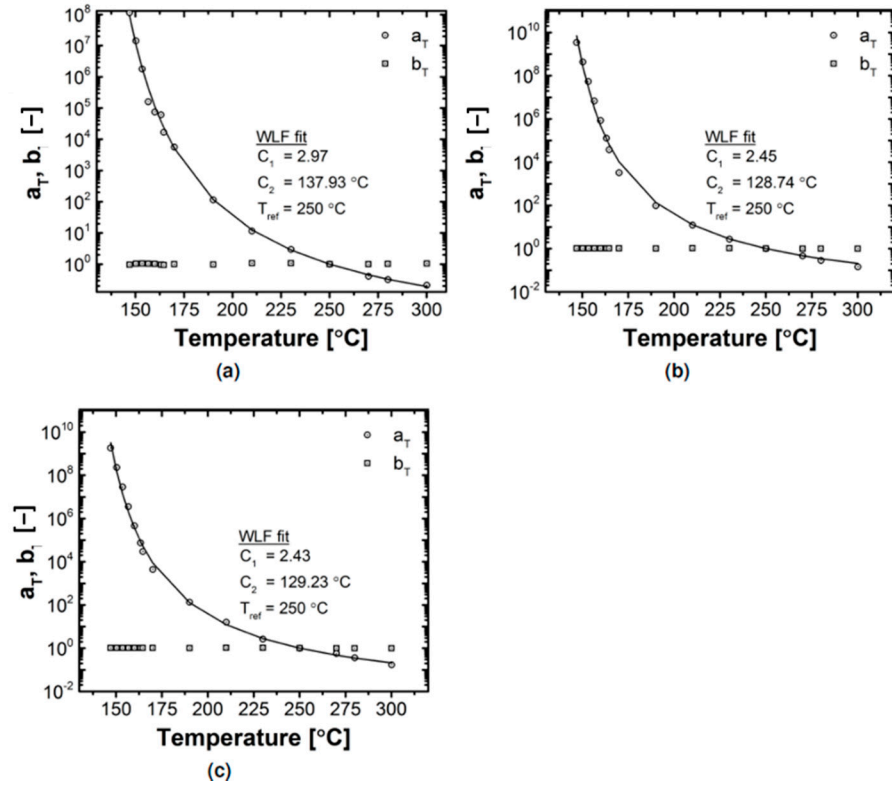 10^8
10^7
10^6
10^5
10^4
10^3
10^2
10^1
10^0
a_T, b_T [−]
a_T
b_T
WLF fit
C_1 = 2.97
C_2 = 137.93 °C
T_ref = 250 °C
150 175 200 225 250 275 300
Temperature [°C]
(a)
10^10
10^8
10^6
10^4
10^2
10^0
10^-2
a_T, b_T [−]
a_T
b_T
WLF fit
C_1 = 2.45
C_2 = 128.74 °C
T_ref = 250 °C
150 175 200 225 250 275 300
Temperature [°C]
(b)
10^10
10^8
10^6
10^4
10^2
10^0
10^-2
a_T, b_T [−]
a_T
b_T
WLF fit
C_1 = 2.43
C_2 = 129.23 °C
T_ref = 250 °C
150 175 200 225 250 275 300
Temperature [°C]
(c)